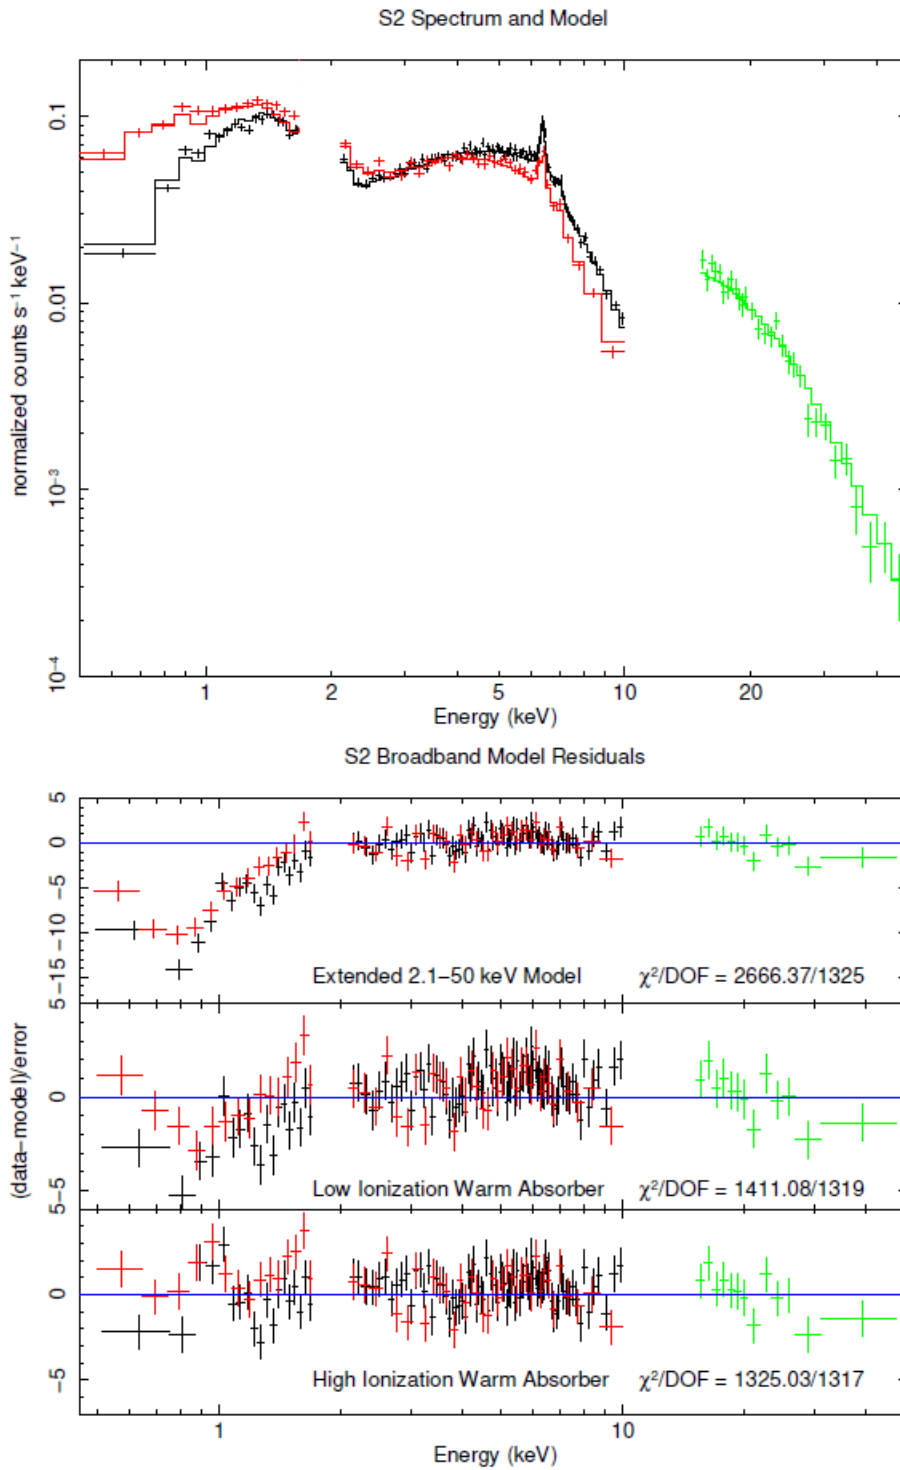 S2 Spectrum and Model
normalized counts s⁻¹ keV⁻¹
0.1
0.01
10⁻³
10⁻⁴
1 2 5 10 20
Energy (keV)
S2 Broadband Model Residuals
(data−model)/error
5
0
−5
−10
−15
Extended 2.1−50 keV Model χ²/DOF = 2666.37/1325
5
0
−5
Low Ionization Warm Absorber χ²/DOF = 1411.08/1319
5
0
−5
High Ionization Warm Absorber χ²/DOF = 1325.03/1317
1 10
Energy (keV)